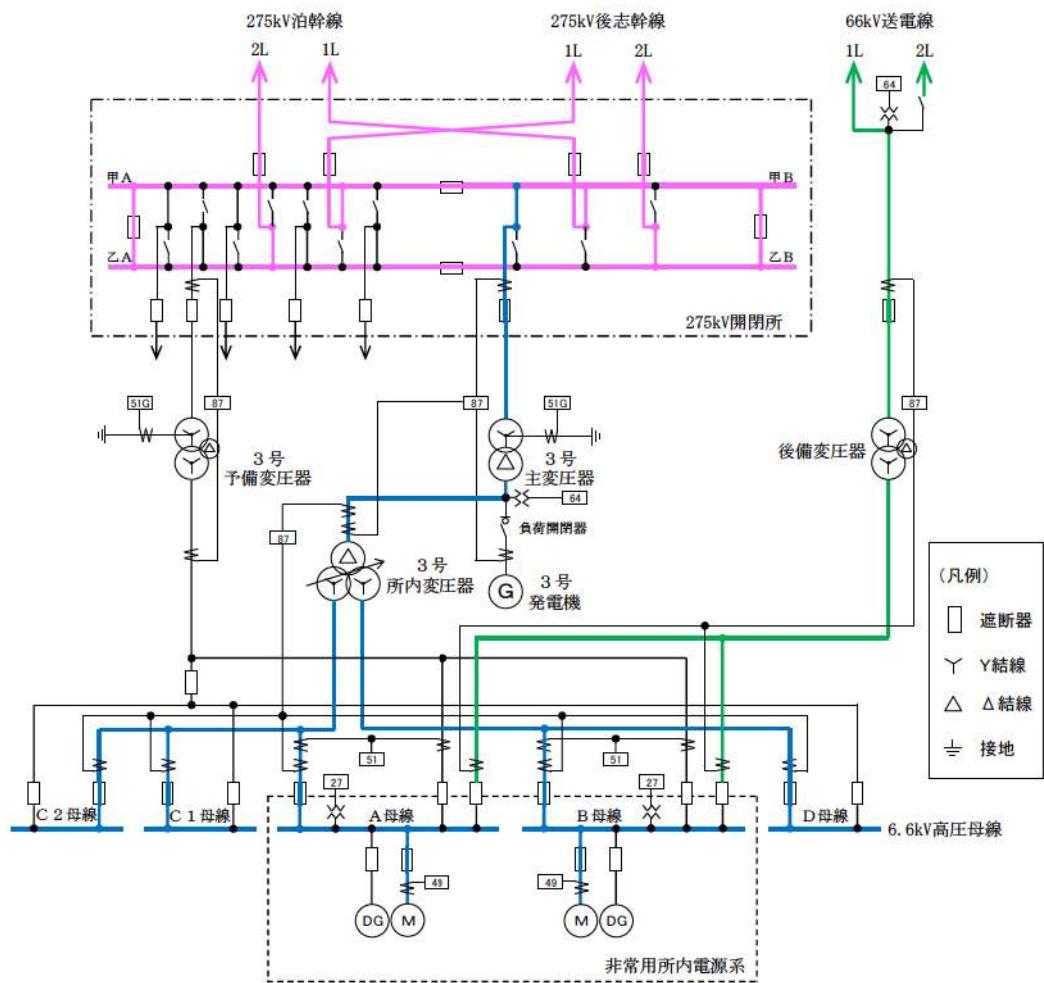 275kV泊幹線
275kV後志幹線
66kV送電線
2L
1L
1L
2L
1L
2L
64
甲A
甲B
乙A
乙B
275kV開閉所
51G
87
87
51G
87
3号
予備変圧器
3号
主変圧器
後備変圧器
64
87
負荷開閉器
3号
所内変圧器
G
3号
発電機
(凡例)
遮断器
Y結線
Δ結線
接地
51
51
27
27
C2母線
C1母線
A母線
B母線
D母線
6.6kV高圧母線
49
49
DG
M
M
DG
非常用所内電源系